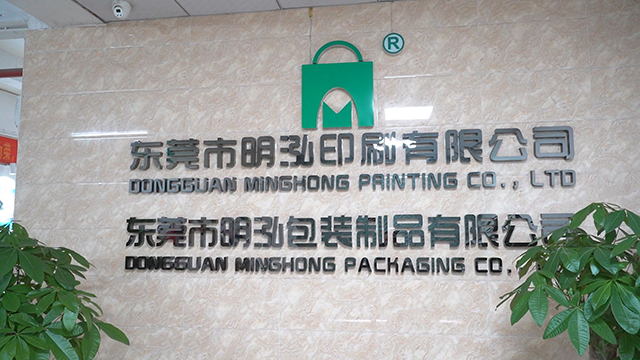 ®
东莞市明泓印刷有限公司
DONGGUAN MINGHONG PRINTING CO., LTD
东莞市明泓包装制品有限公司
DONGGUAN MINGHONG PACKAGING CO.